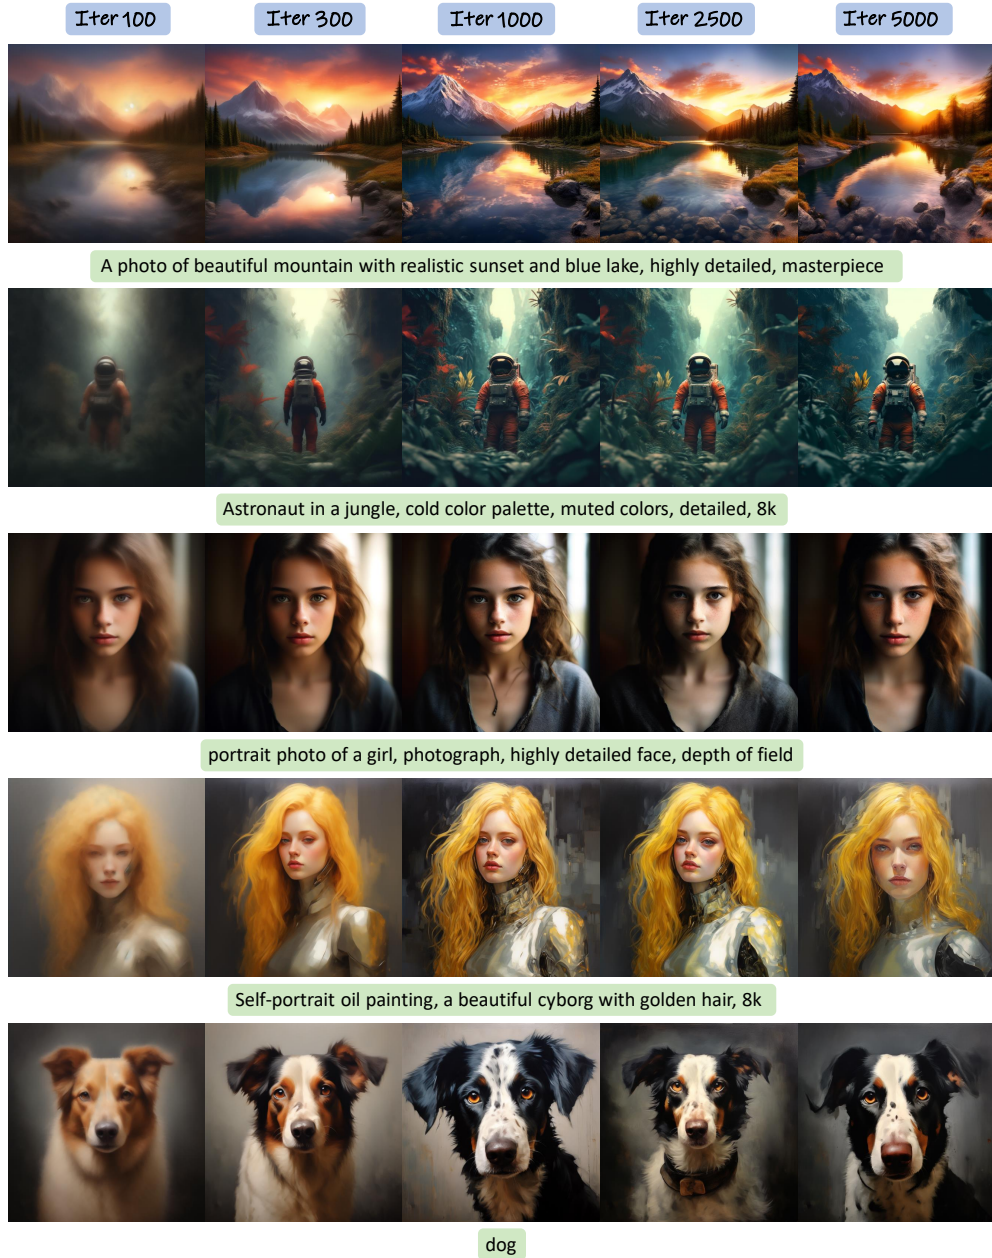 Iter 100
Iter 300
Iter 1000
Iter 2500
Iter 5000
A photo of beautiful mountain with realistic sunset and blue lake, highly detailed, masterpiece
Astronaut in a jungle, cold color palette, muted colors, detailed, 8k
portrait photo of a girl, photograph, highly detailed face, depth of field
Self-portrait oil painting, a beautiful cyborg with golden hair, 8k
dog